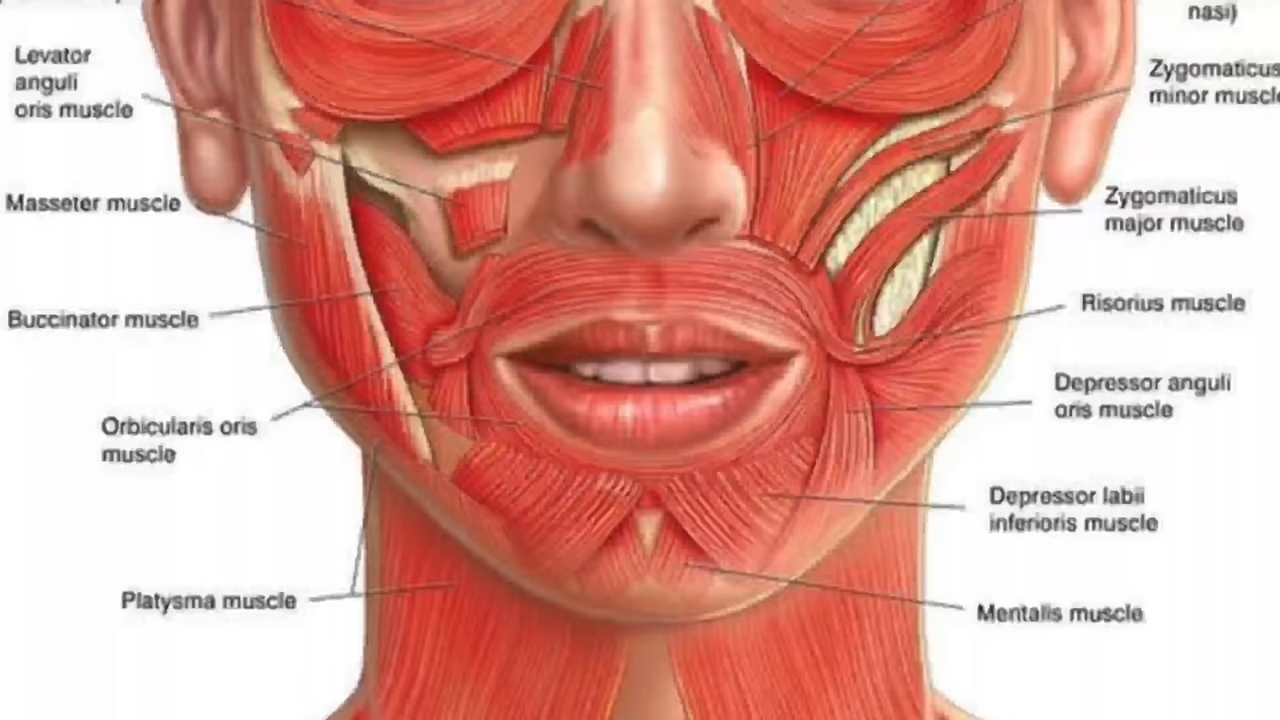 Levator
anguli
oris muscle
Masseter muscle
Buccinator muscle
Orbicularis oris
muscle
Platysma muscle
nasi)
Zygomaticus
minor muscle
Zygomaticus
major muscle
Risorius muscle
Depressor anguli
oris muscle
Depressor labii
inferioris muscle
Mentalis muscle